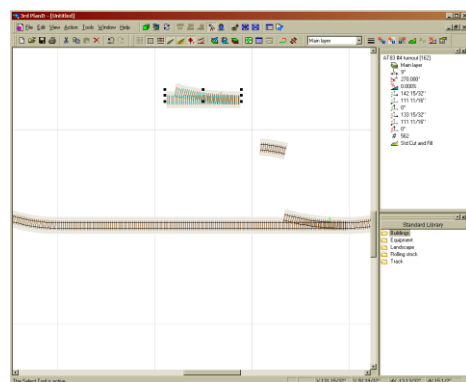 3rd PlanIt - [Untitled]
File Edit View Action Tools Window Help
Main layer
AT83 #4 turnout [162]
Main layer
9"
270.000°
0.000%
142 15/32"
111 11/16"
0"
133 15/32"
111 11/16"
0"
Std Cut and Fill
Standard Library
Buildings
Equipment
Landscape
Rolling stock
Track
The Select Tool is active